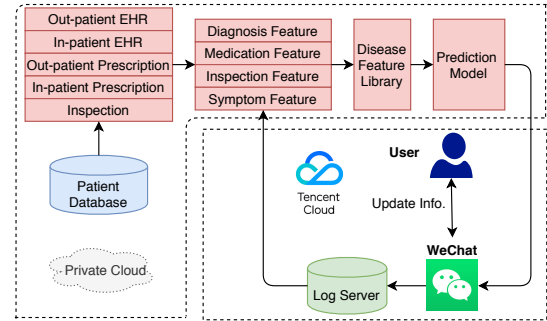 Out-patient EHR
In-patient EHR
Out-patient Prescription
In-patient Prescription
Inspection
Diagnosis Feature
Medication Feature
Inspection Feature
Symptom Feature
Disease
Feature
Library
Prediction
Model
Patient
Database
Private Cloud
Tencent
Cloud
User
Update Info.
WeChat
Log Server